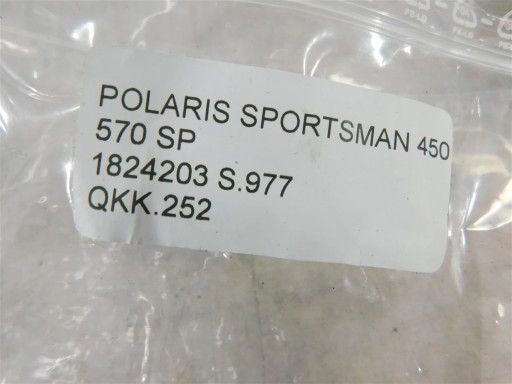 POLARIS SPORTSMAN 450
570 SP
1824203 S.977
QKK.252